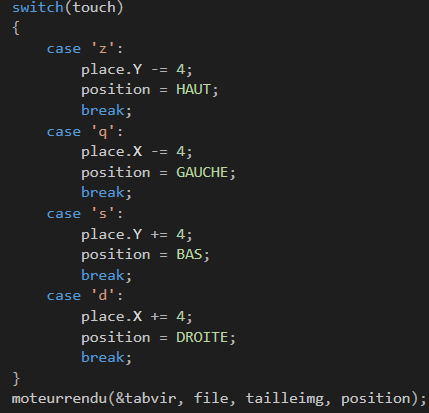 switch(touch)
{
    case 'z':
        place.Y -= 4;
        position = HAUT;
        break;
    case 'q':
        place.X -= 4;
        position = GAUCHE;
        break;
    case 's':
        place.Y += 4;
        position = BAS;
        break;
    case 'd':
        place.X += 4;
        position = DROITE;
        break;
}
moteurrendu(&tabvir, file, tailleimg, position);